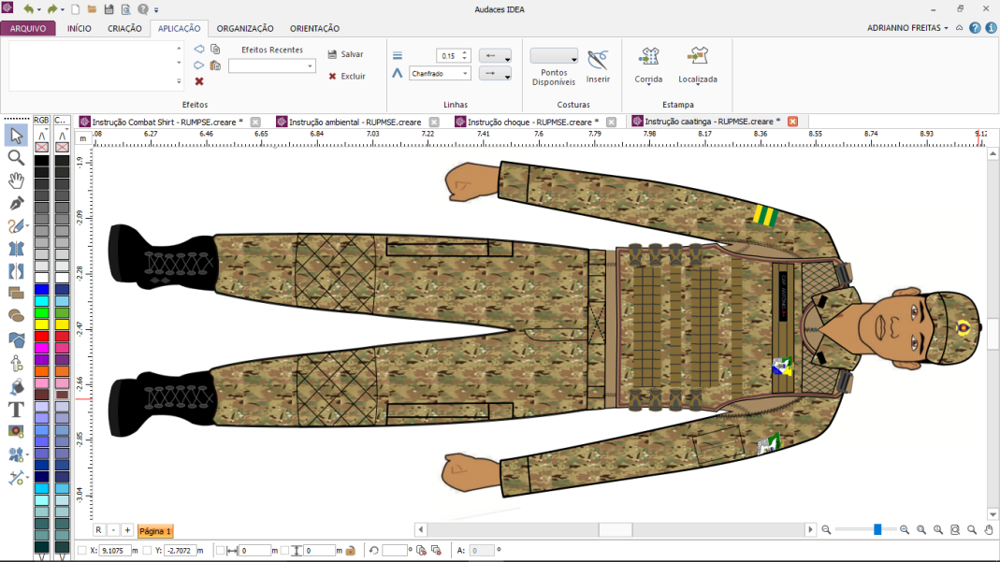 Audaces IDEA
ARQUIVO INÍCIO CRIAÇÃO APLICAÇÃO ORGANIZAÇÃO ORIENTAÇÃO ADRIANNO FREITAS
Efeitos Recentes
Salvar
Excluir
Efeitos
0.15
Chanfrado
Linhas
Pontos
Disponíveis
Inserir
Costuras
Corrida
Localizada
Estampa
RGB C...
Instrução Combat Shirt - RUMPSE.creare *
Instrução ambiental - RUPMSE.creare
Instrução choque - RUPMSE.creare *
Instrução caatinga - RUPMSE.creare *
m
.08 6.27 6.46 6.65 6.84 7.03 7.22 7.41 7.6 7.79 7.98 8.17 8.36 8.55 8.74 8.93 9.12
-1.9
-2.09
-2.28
-2.47
-2.66
-2.85
-3.04
R - + Página 1
X: 9,1075 m Y: -2,7072 m 0 m 0 m º A: 0 º